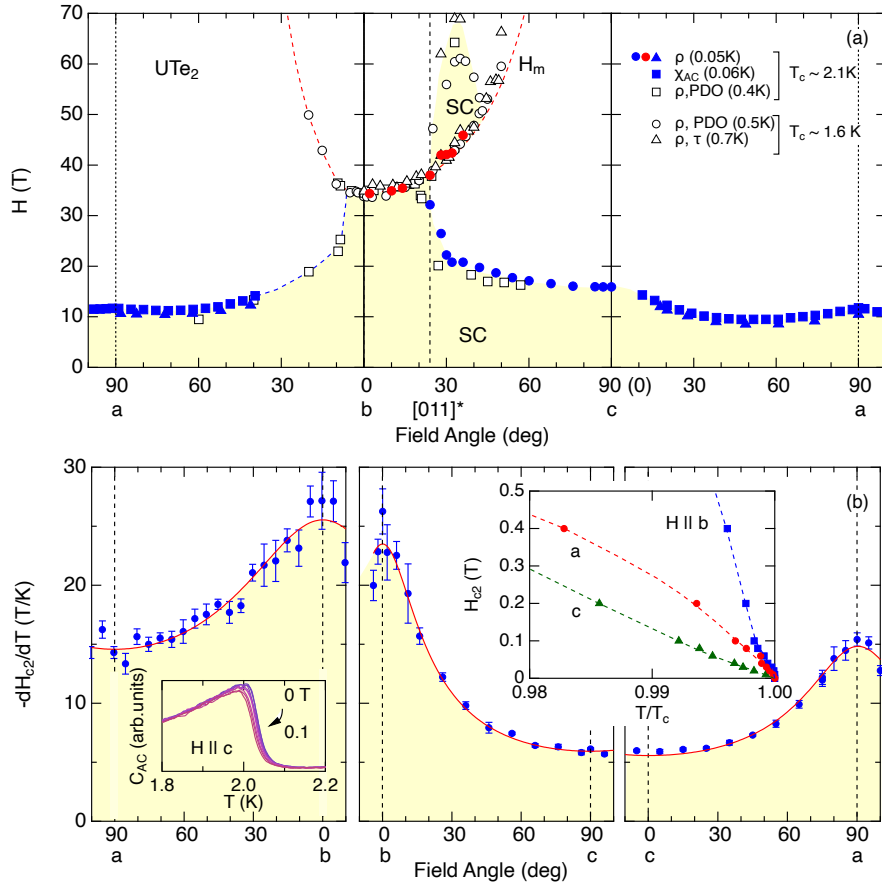 70
60
50
40
30
20
10
0
H (T)
UTe2
Hm
SC
SC
(a)
ρ (0.05K)
χAC (0.06K)
ρ,PDO (0.4K)
Tc ~ 2.1K
ρ, PDO (0.5K)
ρ, τ (0.7K)
Tc ~ 1.6 K
90 60 30 0 30 60 90 (0) 30 60 90
a b [011]* c a
Field Angle (deg)
30
20
10
0
-dHc2/dT (T/K)
(b)
CAC (arb.units)
0 T
0.1
H || c
1.8 2.0 2.2
T (K)
0.5
0.4
0.3
0.2
0.1
0
Hc2 (T)
H || b
a
c
0.98 0.99 1.00
T/Tc
90 60 30 0 0 30 60 90 0 30 60 90
a b b c c a
Field Angle (deg)